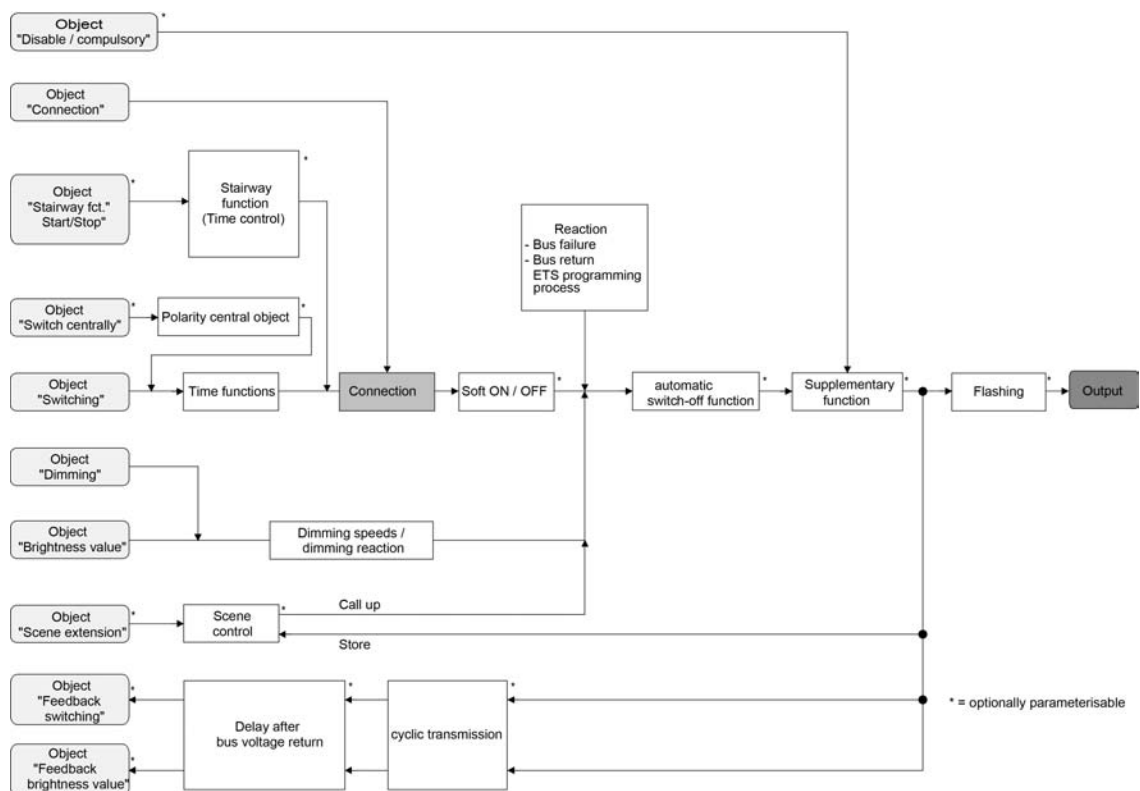 Object
"Disable / compulsory"
*
Object
"Connection"
Object
"Stairway fct."
Start/Stop"
*
Stairway
function
(Time control)
*
Reaction
- Bus failure
- Bus return
ETS programming
process
Object
"Switch centrally"
*
Polarity central object
*
Object
"Switching"
Time functions
Connection
Soft ON / OFF
*
automatic
switch-off function
*
Supplementary
function
*
Flashing
*
Output
Object
"Dimming"
Object
"Brightness value"
Dimming speeds /
dimming reaction
Object
"Scene extension"
*
Scene
control
*
Call up
Store
Object
"Feedback
switching"
*
Object
"Feedback
brightness value"
*
Delay after
bus voltage return
*
cyclic transmission
*
* = optionally parameterisable